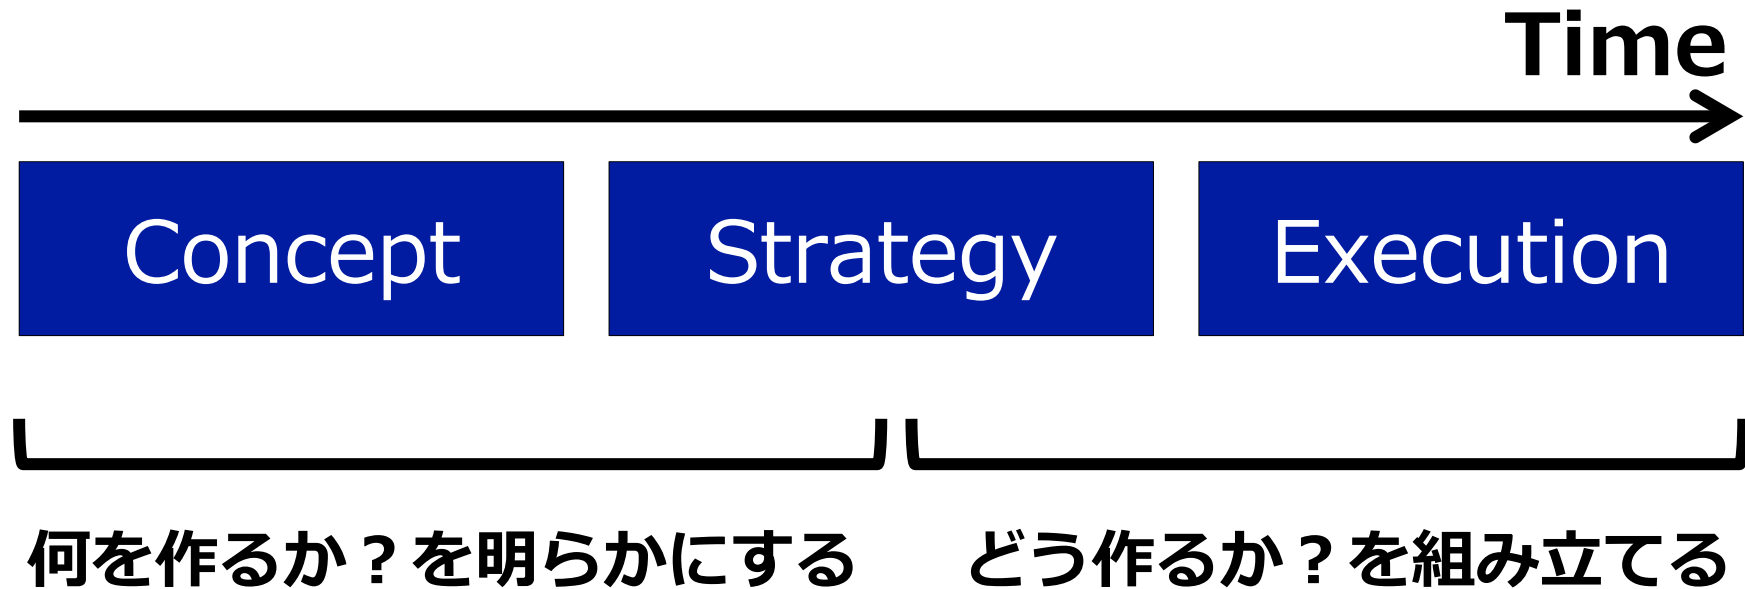 Time
Concept
Strategy
Execution
何を作るか？を明らかにする
どう作るか？を組み立てる